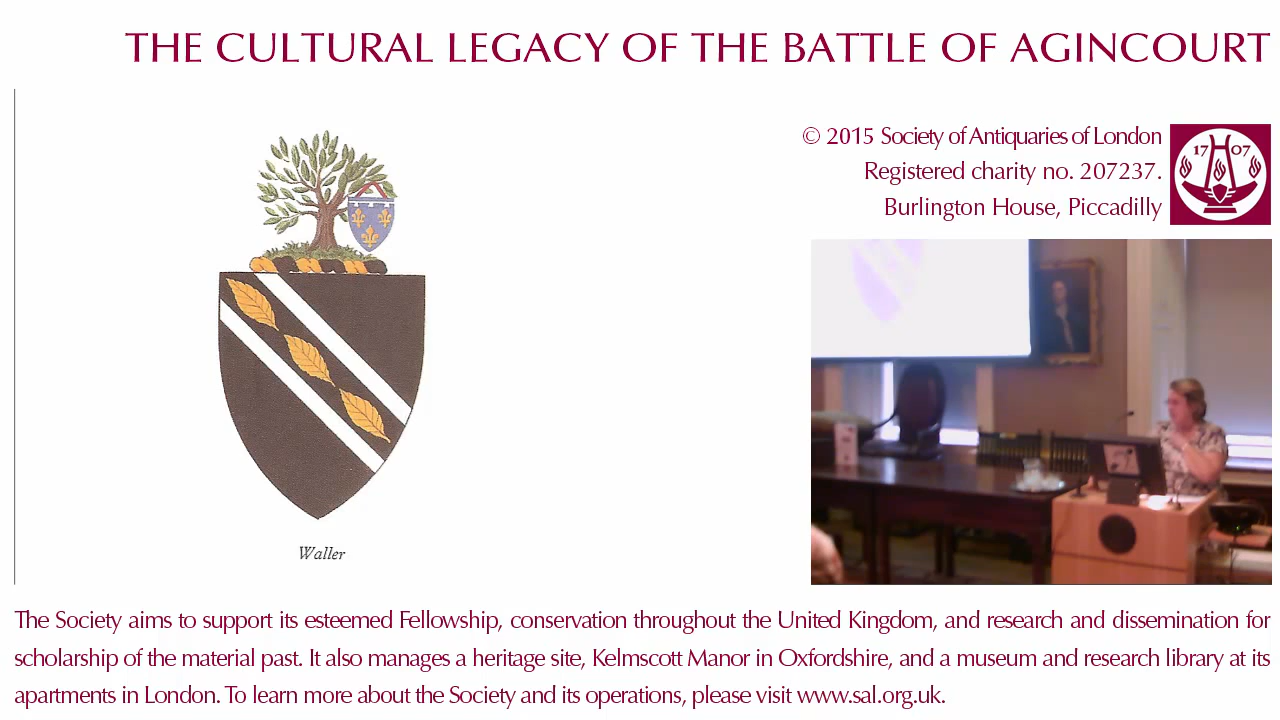 THE CULTURAL LEGACY OF THE BATTLE OF AGINCOURT
© 2015 Society of Antiquaries of London
Registered charity no. 207237.
Burlington House, Piccadilly
17 07
Waller
The Society aims to support its esteemed Fellowship, conservation throughout the United Kingdom, and research and dissemination for
scholarship of the material past. It also manages a heritage site, Kelmscott Manor in Oxfordshire, and a museum and research library at its
apartments in London. To learn more about the Society and its operations, please visit www.sal.org.uk.